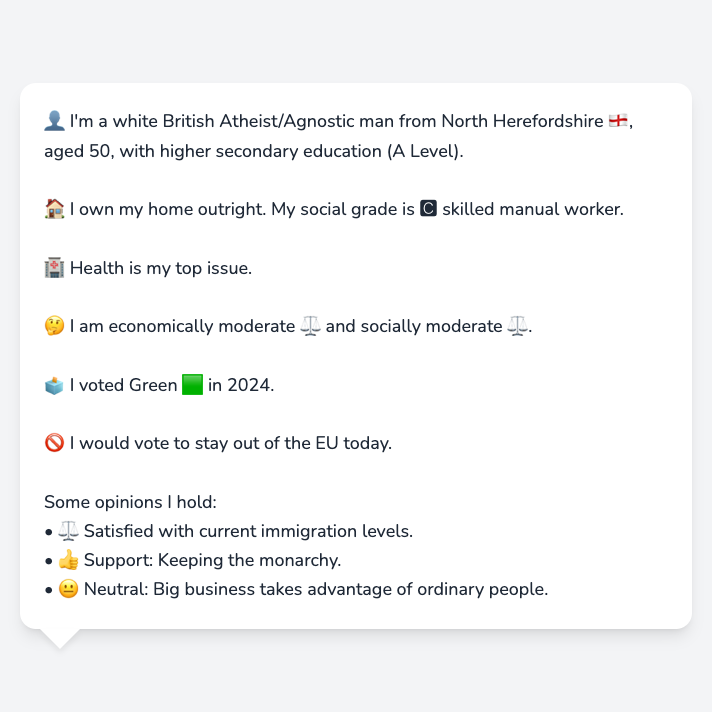 👤 I'm a white British Atheist/Agnostic man from North Herefordshire 🏴󠁧󠁢󠁥󠁮󠁧󠁿,
aged 50, with higher secondary education (A Level).
🏠 I own my home outright. My social grade is 🅲 skilled manual worker.
🏥 Health is my top issue.
🤔 I am economically moderate ⚖️ and socially moderate ⚖️.
🗳️ I voted Green 🟩 in 2024.
🚫 I would vote to stay out of the EU today.
Some opinions I hold:
• ⚖️ Satisfied with current immigration levels.
• 👍 Support: Keeping the monarchy.
• 😐 Neutral: Big business takes advantage of ordinary people.